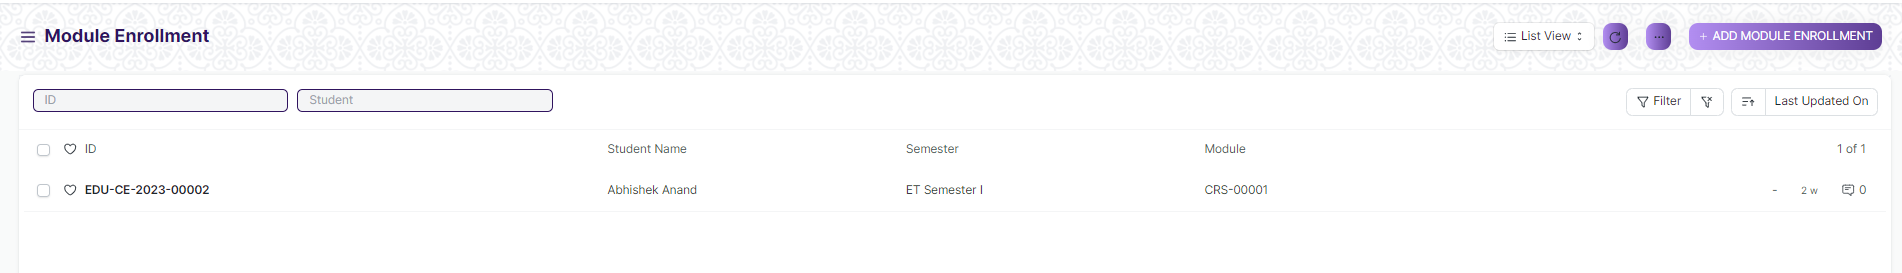 Module Enrollment
List View
+ ADD MODULE ENROLLMENT
ID
Student
Filter
Last Updated On
ID Student Name Semester Module 1 of 1
EDU-CE-2023-00002 Abhishek Anand ET Semester I CRS-00001 - 2 w 0